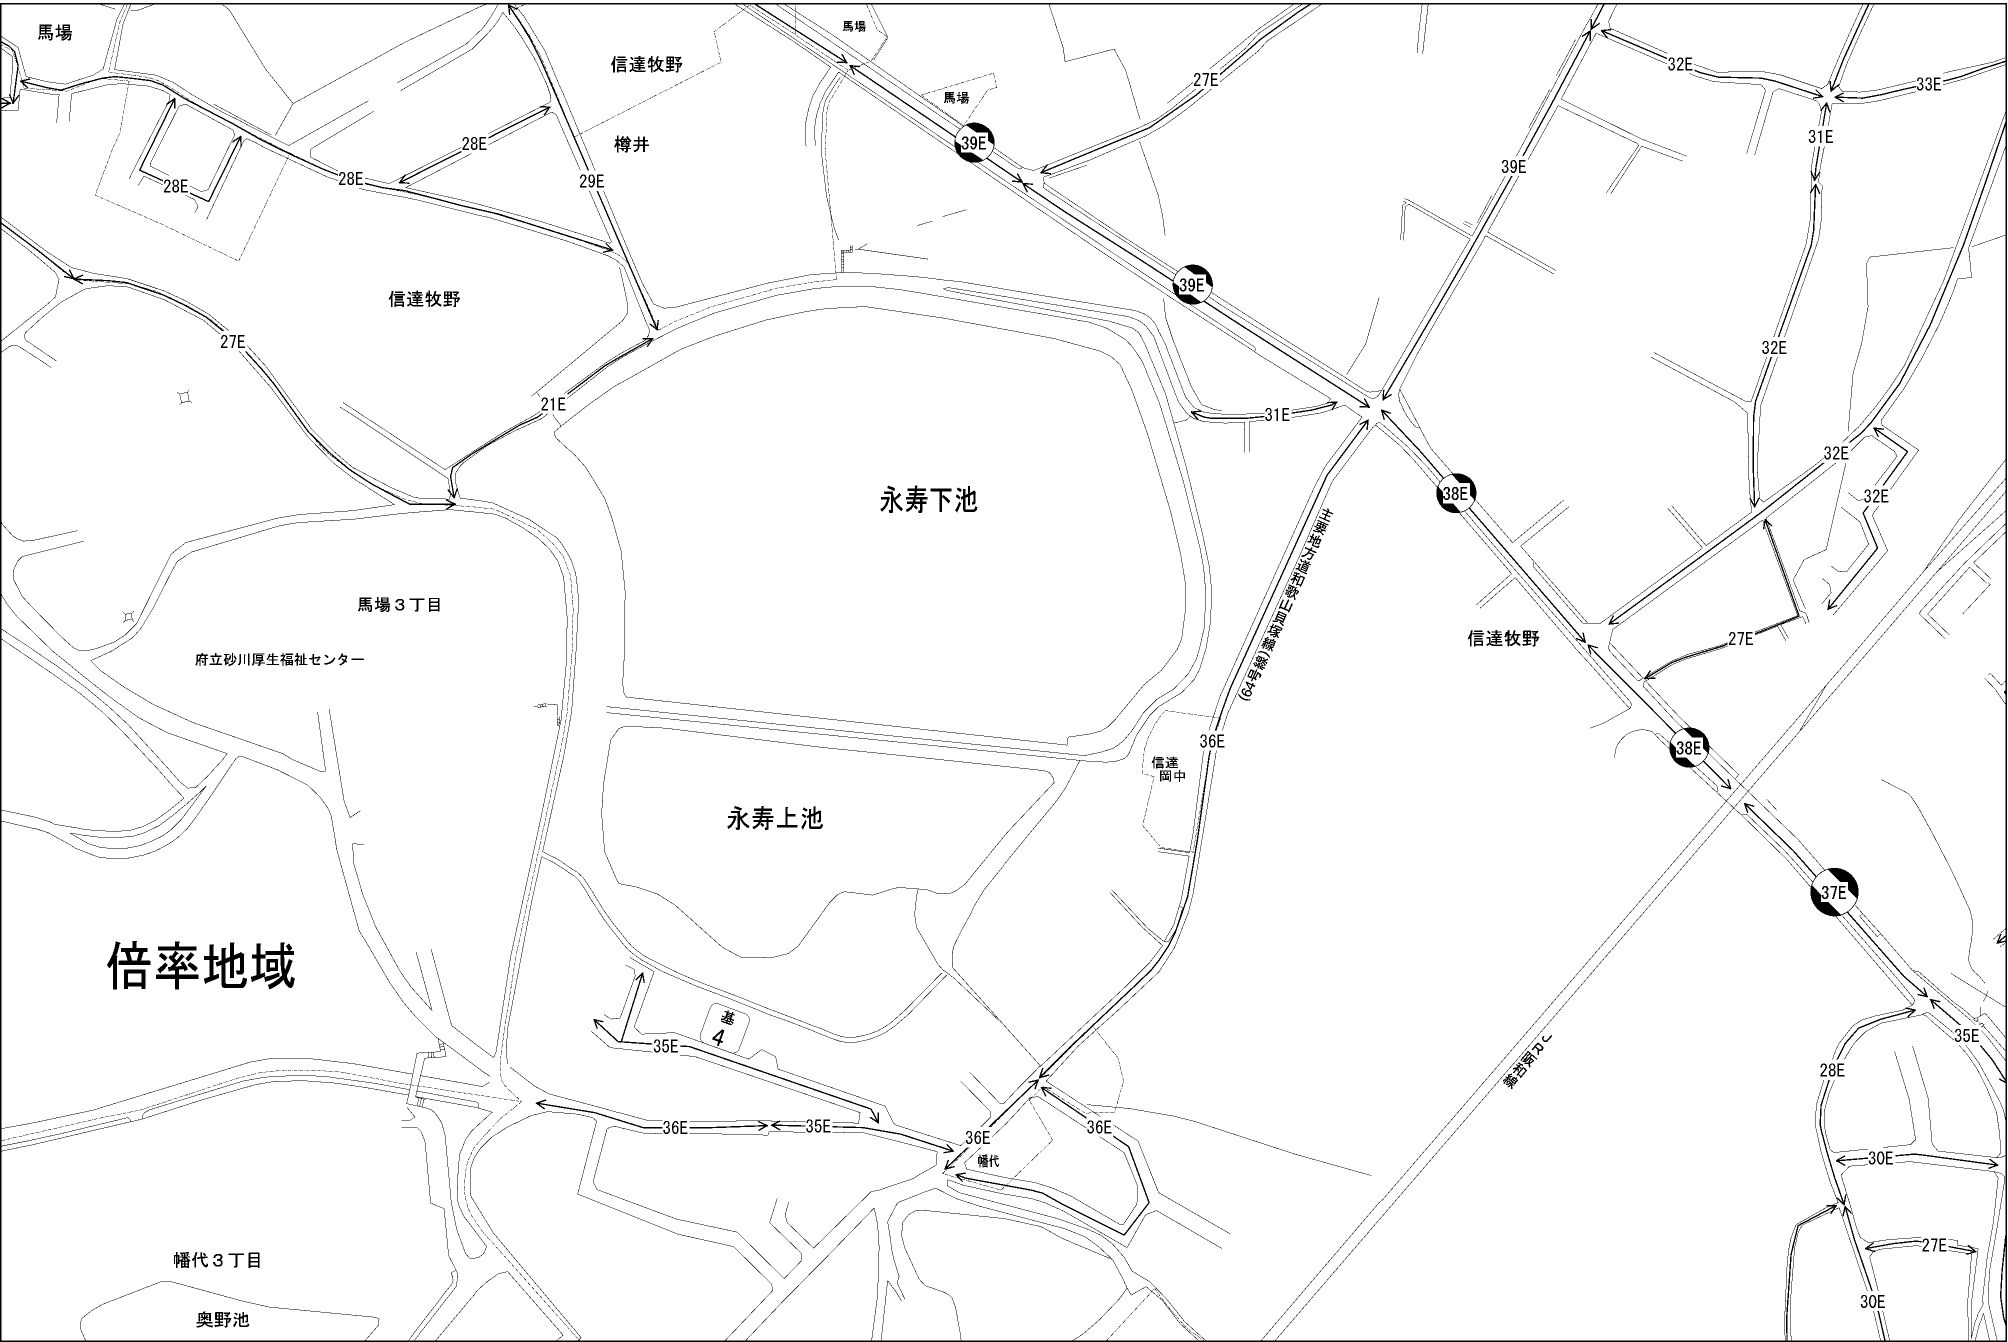 馬場
信達牧野
馬場
馬場
32E
27E
33E
39E
31E
28E
樽井
39E
28E
28E
29E
39E
信達牧野
27E
32E
21E
31E
32E
38E
32E
永寿下池
主要地方道和歌山貝塚線
(64号線)
馬場3丁目
府立砂川厚生福祉センター
信達牧野
27E
36E
38E
信達
岡中
永寿上池
37E
倍率地域
基
4
35E
35E
JR阪和線
28E
36E
35E
36E
36E
幡代
30E
幡代3丁目
27E
奥野池
30E